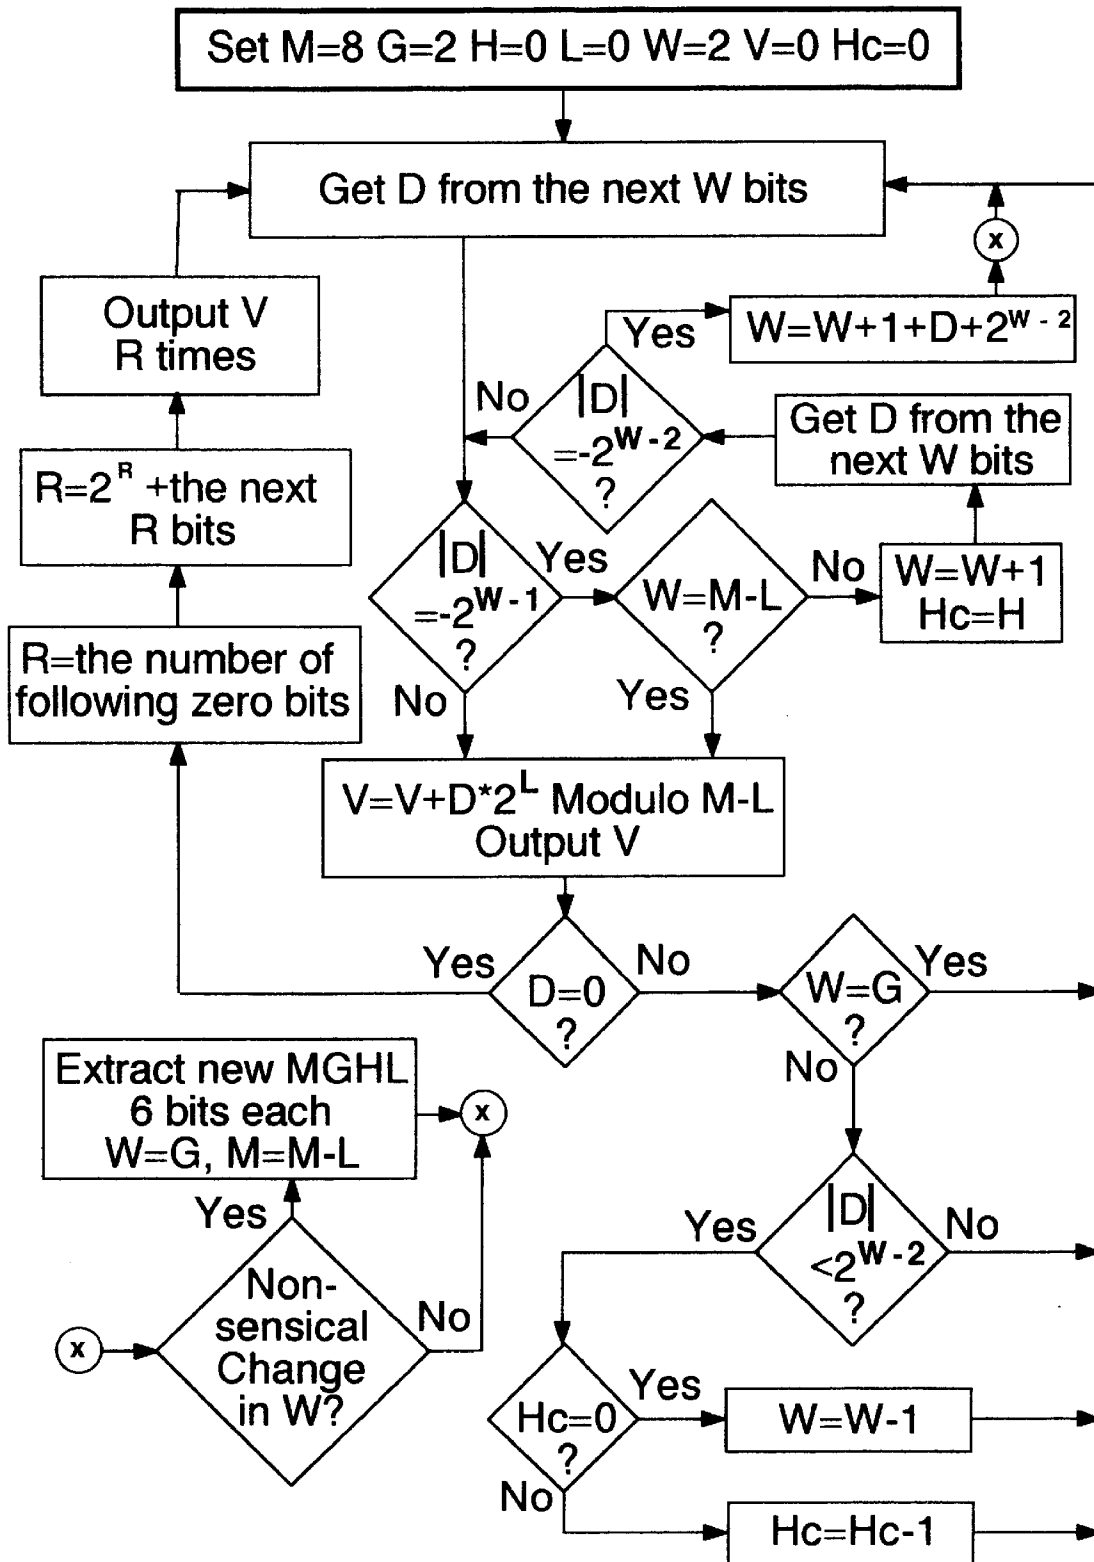 Set M=8 G=2 H=0 L=0 W=2 V=0 Hc=0
Get D from the next W bits
x
Output V
R times
Yes
W=W+1+D+2^W-2
No
|D|
=-2^W-2
?
Get D from the
next W bits
R=2^R +the next
R bits
|D|
=-2^W-1
?
Yes
W=M-L
?
No
W=W+1
Hc=H
R=the number of
following zero bits
No
Yes
V=V+D*2^L Modulo M-L
Output V
Yes
D=0
?
No
W=G
?
Yes
No
Extract new MGHL
6 bits each
W=G, M=M-L
x
Yes
Yes
|D|
<2^W-2
?
No
x
Non-
sensical
Change
in W?
No
Hc=0
?
Yes
W=W-1
No
Hc=Hc-1